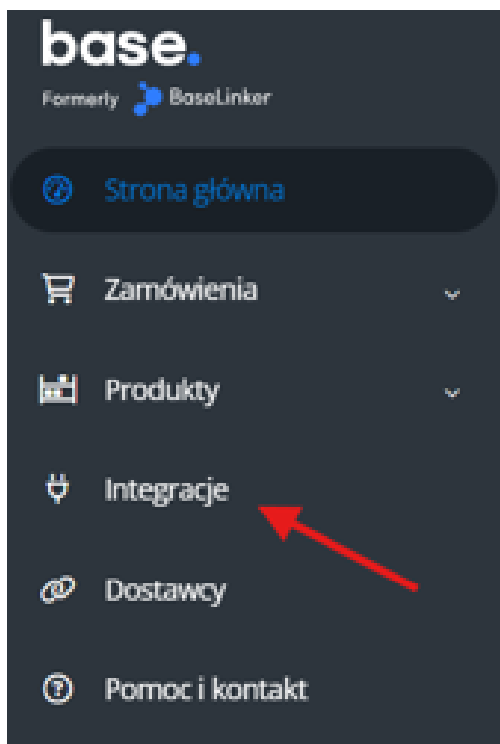 base.
Formerly BaseLinker
Strona główna
Zamówienia
Produkty
Integracje
Dostawcy
Pomoc i kontakt